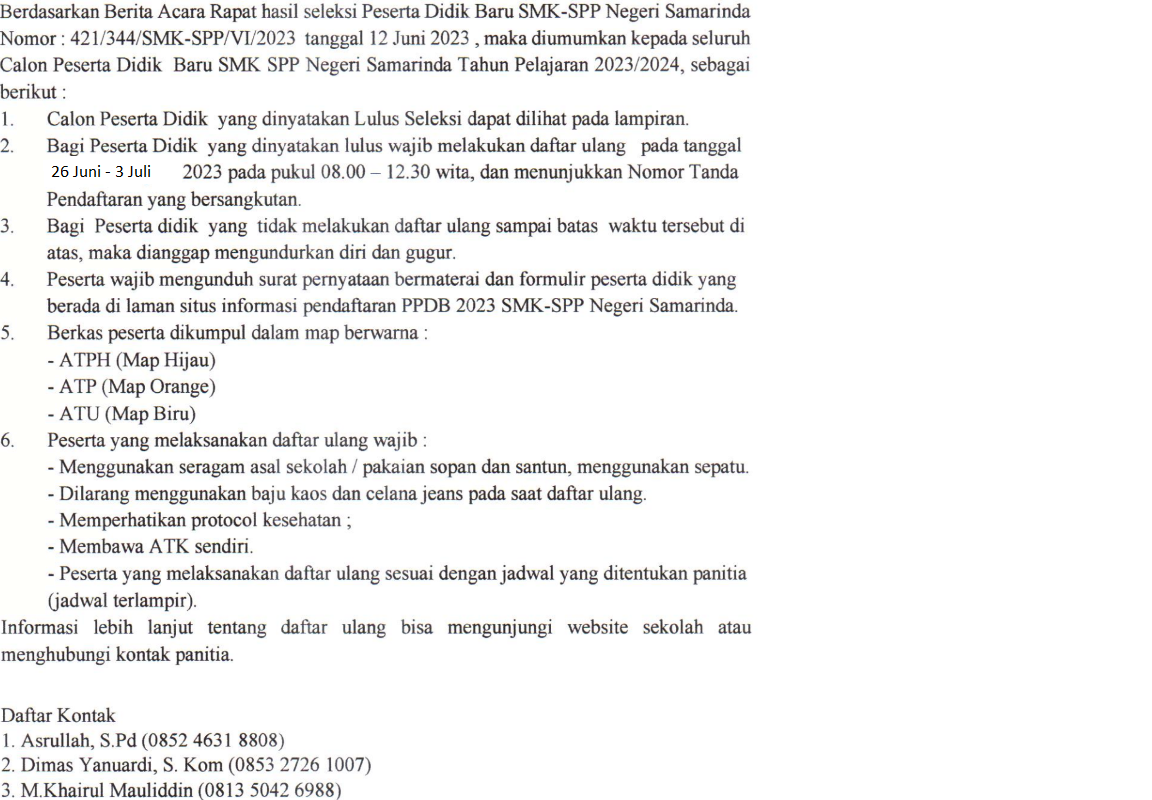 Berdasarkan Berita Acara Rapat hasil seleksi Peserta Didik Baru SMK-SPP Negeri Samarinda
Nomor : 421/344/SMK-SPP/VI/2023 tanggal 12 Juni 2023 , maka diumumkan kepada seluruh
Calon Peserta Didik Baru SMK SPP Negeri Samarinda Tahun Pelajaran 2023/2024, sebagai
berikut :
1. Calon Peserta Didik yang dinyatakan Lulus Seleksi dapat dilihat pada lampiran.
2. Bagi Peserta Didik yang dinyatakan lulus wajib melakukan daftar ulang pada tanggal
26 Juni - 3 Juli 2023 pada pukul 08.00 – 12.30 wita, dan menunjukkan Nomor Tanda
Pendaftaran yang bersangkutan.
3. Bagi Peserta didik yang tidak melakukan daftar ulang sampai batas waktu tersebut di
atas, maka dianggap mengundurkan diri dan gugur.
4. Peserta wajib mengunduh surat pernyataan bermaterai dan formulir peserta didik yang
berada di laman situs informasi pendaftaran PPDB 2023 SMK-SPP Negeri Samarinda.
5. Berkas peserta dikumpul dalam map berwarna :
- ATPH (Map Hijau)
- ATP (Map Orange)
- ATU (Map Biru)
6. Peserta yang melaksanakan daftar ulang wajib :
- Menggunakan seragam asal sekolah / pakaian sopan dan santun, menggunakan sepatu.
- Dilarang menggunakan baju kaos dan celana jeans pada saat daftar ulang.
- Memperhatikan protocol kesehatan ;
- Membawa ATK sendiri.
- Peserta yang melaksanakan daftar ulang sesuai dengan jadwal yang ditentukan panitia
(jadwal terlampir).
Informasi lebih lanjut tentang daftar ulang bisa mengunjungi website sekolah atau
menghubungi kontak panitia.
Daftar Kontak
1. Asrullah, S.Pd (0852 4631 8808)
2. Dimas Yanuardi, S. Kom (0853 2726 1007)
3. M.Khairul Mauliddin (0813 5042 6988)